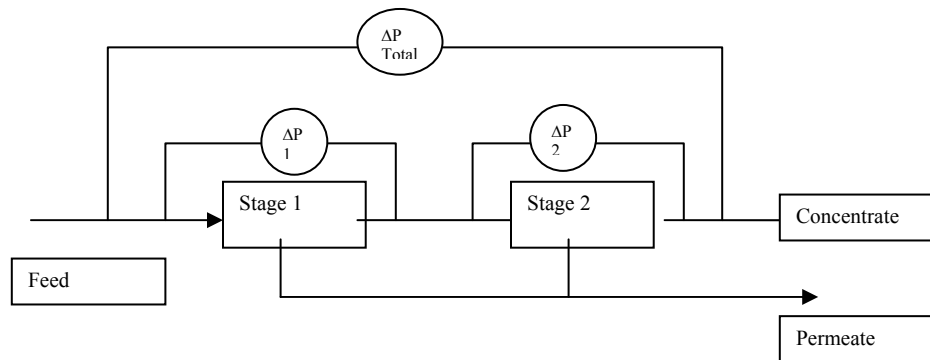 ΔP
Total
ΔP
1
ΔP
2
Stage 1
Stage 2
Concentrate
Feed
Permeate